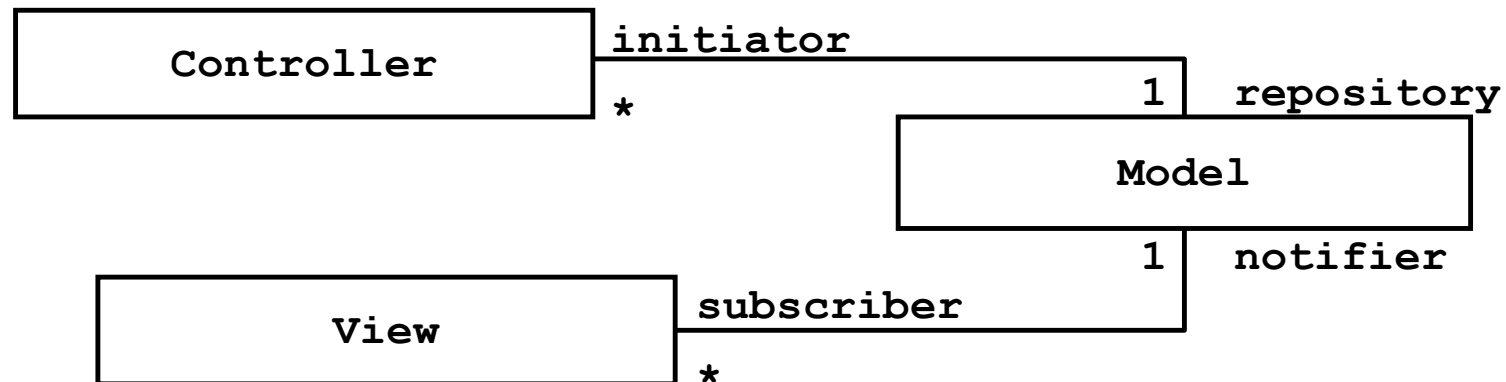 initiator
Controller
*
1 repository
Model
1 notifier
subscriber
View
*